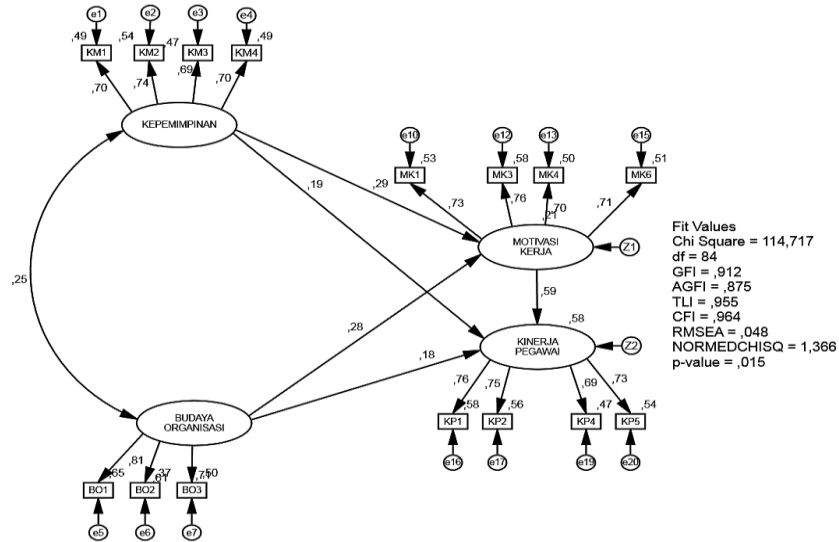 e1 e2 e3 e4
,49 ,54 ,47 ,49
KM1 KM2 KM3 KM4
,70 ,74 ,69 ,70
KEPEMIMPINAN
e10 e12 e13 e15
,53 ,58 ,50 ,51
MK1 MK3 MK4 MK6
,73 ,76 ,70 ,71
,19 ,29
,21
MOTIVASI
KERJA
Z1
,25
,28
,59
,18
,58
KINERJA
PEGAWAI
Z2
Fit Values
Chi Square = 114,717
df = 84
GFI = ,912
AGFI = ,875
TLI = ,955
CFI = ,964
RMSEA = ,048
NORMEDCHISQ = 1,366
p-value = ,015
,76 ,75 ,69 ,73
,58 ,56 ,47 ,54
KP1 KP2 KP4 KP5
e16 e17 e19 e20
BUDAYA
ORGANISASI
,81
,65 ,37 ,50
,61 ,71
BO1 BO2 BO3
e5 e6 e7